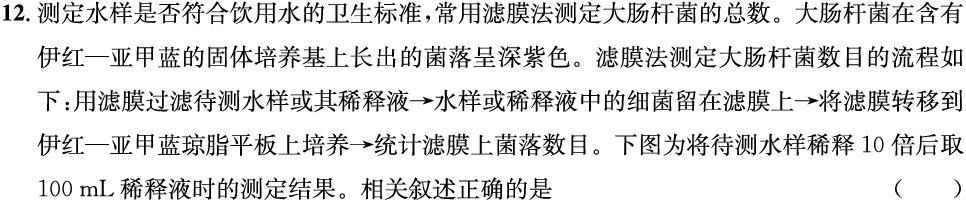 12. 测定水样是否符合饮用水的卫生标准,常用滤膜法测定大肠杆菌的总数。大肠杆菌在含有
伊红—亚甲蓝的固体培养基上长出的菌落呈深紫色。滤膜法测定大肠杆菌数目的流程如
下:用滤膜过滤待测水样或其稀释液→水样或稀释液中的细菌留在滤膜上→将滤膜转移到
伊红—亚甲蓝琼脂平板上培养→统计滤膜上菌落数目。下图为将待测水样稀释 10 倍后取
100 mL 稀释液时的测定结果。相关叙述正确的是 ( )